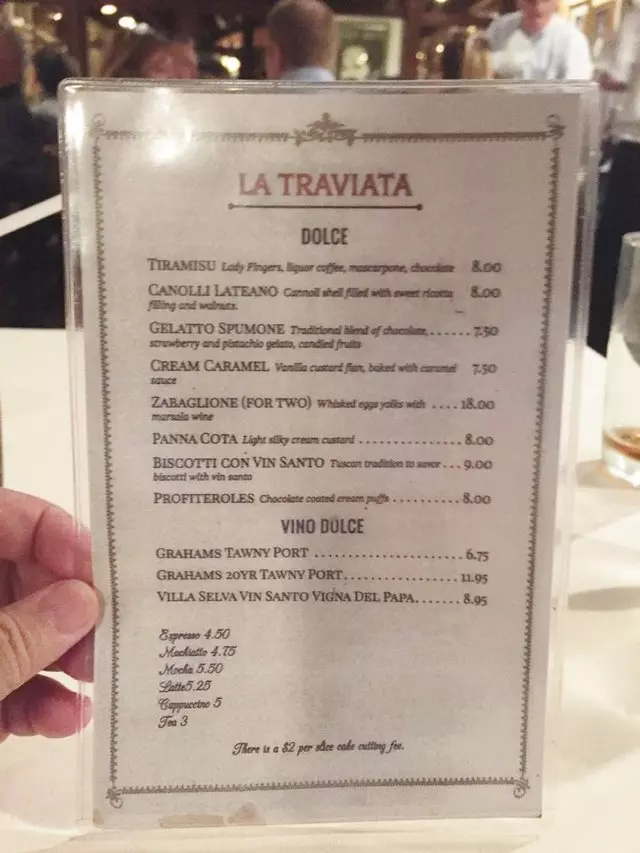 LA TRAVIATA
DOLCE
TIRAMISU Lady Fingers, liquor coffee, mascarpone, chocolate 8.00
CANOLLI LATEANO Cannoli shell filled with sweet ricotta 8.00
filling and walnuts.
GELATTO SPUMONE Traditional blend of chocolate,......7.50
strawberry and pistachio gelato, candied fruits
CREAM CARAMEL Vanilla custard flan, baked with caramel 7.50
sauce
ZABAGLIONE (FOR TWO) Whisked eggs yolks with ....18.00
marsala wine
PANNA COTA Light silky cream custard ...............8.00
BISCOTTI CON VIN SANTO Tuscan tradition to savor...9.00
biscotti with vin santo
PROFITEROLES Chocolate coated cream puffs ..........8.00
VINO DULCE
GRAHAMS TAWNY PORT ......................6.75
GRAHAMS 20YR TAWNY PORT.................11.95
VILLA SELVA VIN SANTO VIGNA DEL PAPA.......8.95
Espresso 4.50
Machiatto 4.75
Mocha 5.50
Latte5.25
Cappuccino 5
Tea 3
There is a $2 per slice cake cutting fee.